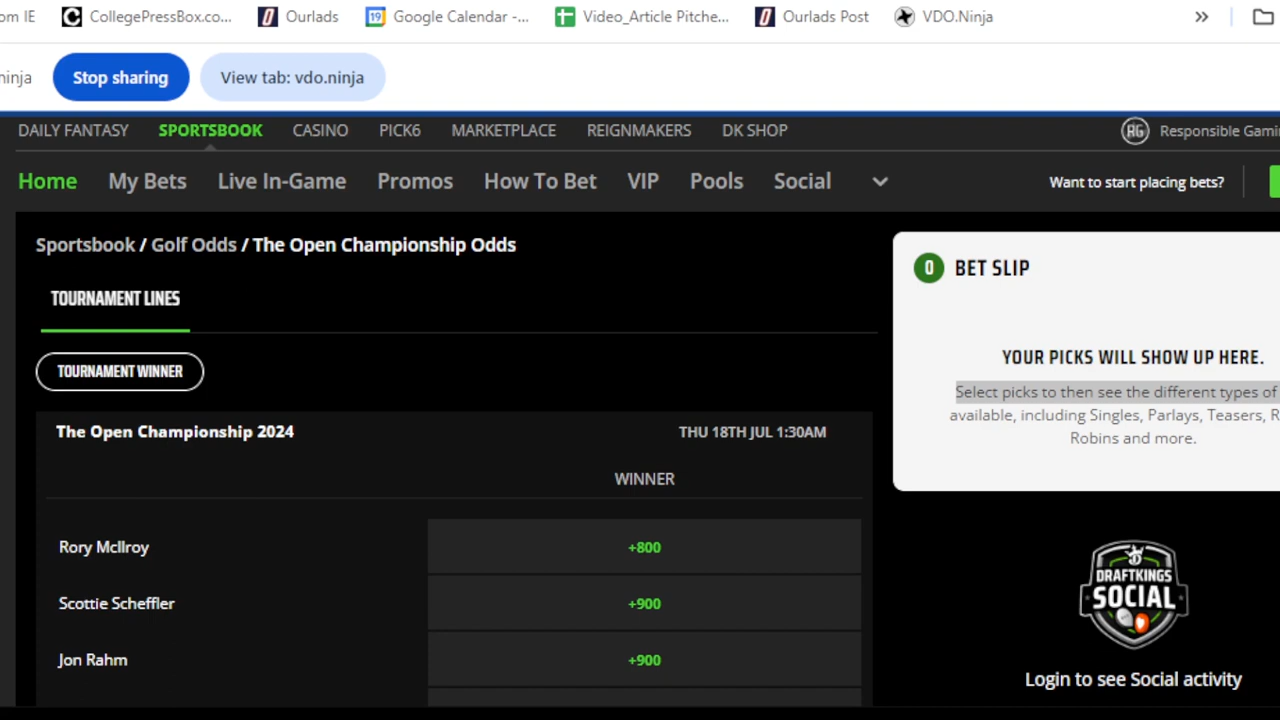 om IE CollegePressBox.co... Ourlads 19 Google Calendar -... Video_Article Pitche... Ourlads Post VDO.Ninja »
ninja Stop sharing View tab: vdo.ninja
DAILY FANTASY SPORTSBOOK CASINO PICK6 MARKETPLACE REIGNMAKERS DK SHOP RG Responsible Gami
Home My Bets Live In-Game Promos How To Bet VIP Pools Social Want to start placing bets?
Sportsbook / Golf Odds / The Open Championship Odds
TOURNAMENT LINES
TOURNAMENT WINNER
The Open Championship 2024 THU 18TH JUL 1:30AM
WINNER
Rory McIlroy +800
Scottie Scheffler +900
Jon Rahm +900
0 BET SLIP
YOUR PICKS WILL SHOW UP HERE.
Select picks to then see the different types of
available, including Singles, Parlays, Teasers, R
Robins and more.
DRAFTKINGS
SOCIAL
Login to see Social activity